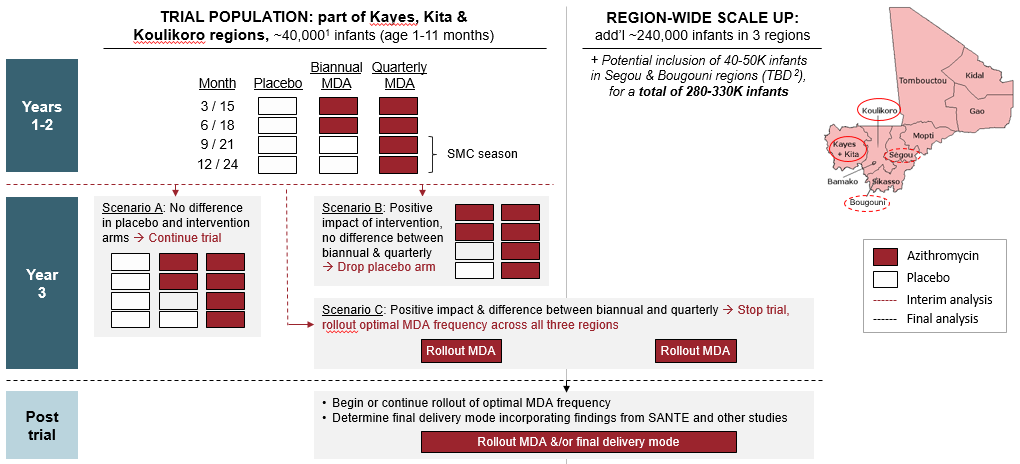 TRIAL POPULATION: part of Kayes, Kita &
Koulikoro regions, ~40,000¹ infants (age 1-11 months)
REGION-WIDE SCALE UP:
add'l ~240,000 infants in 3 regions
+ Potential inclusion of 40-50K infants
in Segou & Bougouni regions (TBD ²),
for a total of 280-330K infants
Years
1-2
Month
Placebo
Biannual
MDA
Quarterly
MDA
3 / 15
6 / 18
9 / 21
12 / 24
SMC season
Tombouctou
Kidal
Gao
Koulikoro
Mopti
Kayes
+ Kita
Ségou
Bamako
Sikasso
Bougouni
Year
3
Scenario A: No difference
in placebo and intervention
arms → Continue trial
Scenario B: Positive
impact of intervention,
no difference between
biannual & quarterly
→ Drop placebo arm
Scenario C: Positive impact & difference between biannual and quarterly → Stop trial,
rollout optimal MDA frequency across all three regions
Rollout MDA
Rollout MDA
Azithromycin
Placebo
Interim analysis
Final analysis
Post
trial
• Begin or continue rollout of optimal MDA frequency
• Determine final delivery mode incorporating findings from SANTE and other studies
Rollout MDA &/or final delivery mode